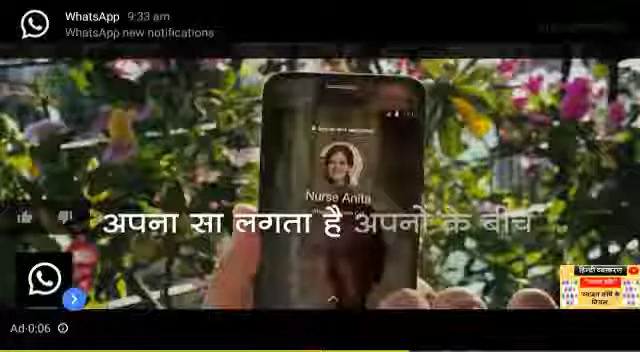 WhatsApp 9:33 am
WhatsApp new notifications
Nurse Anita
अपना सा लगता है अपनों के बीच
हिन्दी व्याकरण
Ad·0:06